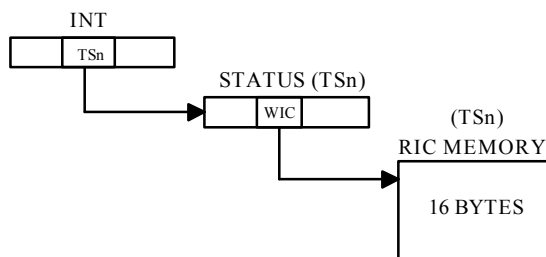 INT
TSn
STATUS (TSn)
WIC
(TSn)
RIC MEMORY
16 BYTES